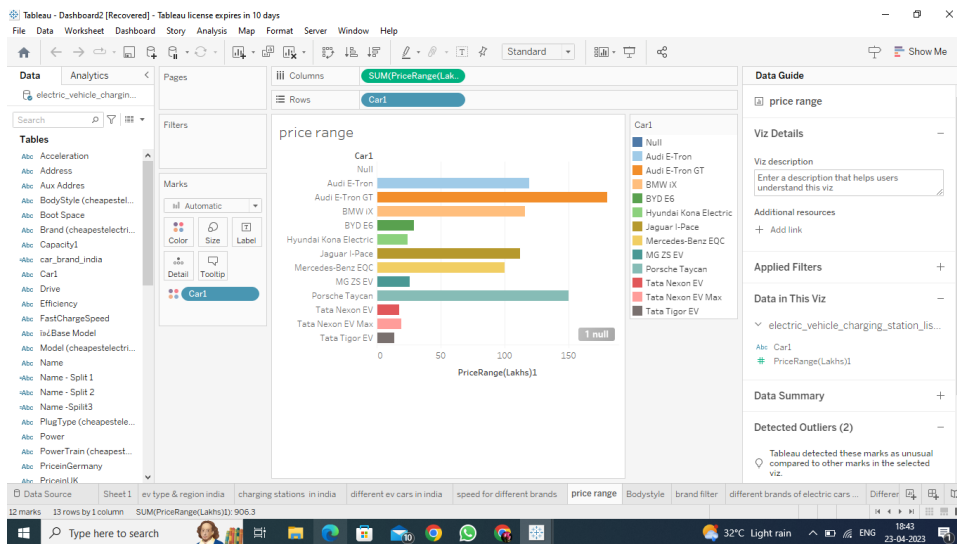 Tableau - Dashboard2 [Recovered] - Tableau license expires in 10 days
File Data Worksheet Dashboard Story Analysis Map Format Server Window Help
Standard
Show Me
Data Analytics
electric_vehicle_chargin...
Search
Tables
Abc Acceleration
Abc Address
Abc Aux Addres
Abc BodyStyle (cheapestel...
Abc Boot Space
Abc Brand (cheapestelectri...
Abc Capacity1
=Abc car_brand_india
Abc Car1
Abc Drive
Abc Efficiency
Abc FastChargeSpeed
Abc ï»¿Base Model
Abc Model (cheapestelectri...
Abc Name
=Abc Name - Split 1
=Abc Name - Split 2
=Abc Name -Spilit3
Abc PlugType (cheapestele...
Abc Power
Abc PowerTrain (cheapest...
Abc PriceinGermany
Abc PriceinUK
Pages
Filters
Marks
Automatic
Color Size Label
Detail Tooltip
Car1
Columns SUM(PriceRange(Lak..
Rows Car1
price range
Car1
Null
Audi E-Tron
Audi E-Tron GT
BMW iX
BYD E6
Hyundai Kona Electric
Jaguar I-Pace
Mercedes-Benz EQC
MG ZS EV
Porsche Taycan
Tata Nexon EV
Tata Nexon EV Max
Tata Tigor EV
1 null
0 50 100 150
PriceRange(Lakhs)1
Car1
Null
Audi E-Tron
Audi E-Tron GT
BMW iX
BYD E6
Hyundai Kona Electric
Jaguar I-Pace
Mercedes-Benz EQC
MG ZS EV
Porsche Taycan
Tata Nexon EV
Tata Nexon EV Max
Tata Tigor EV
Data Guide
price range
Viz Details
Viz description
Enter a description that helps users
understand this viz
Additional resources
+ Add link
Applied Filters
Data in This Viz
electric_vehicle_charging_station_lis...
Abc Car1
# PriceRange(Lakhs)1
Data Summary
Detected Outliers (2)
Tableau detected these marks as unusual
compared to other marks in the selected
viz.
Data Source Sheet 1 ev type & region india charging stations in india different ev cars in india speed for different brands price range Bodystyle brand filter different brands of electric cars ... Differer
12 marks 13 rows by 1 column SUM(PriceRange(Lakhs)1): 906.3
Type here to search
10
32°C Light rain
ENG
18:43
23-04-2023
1